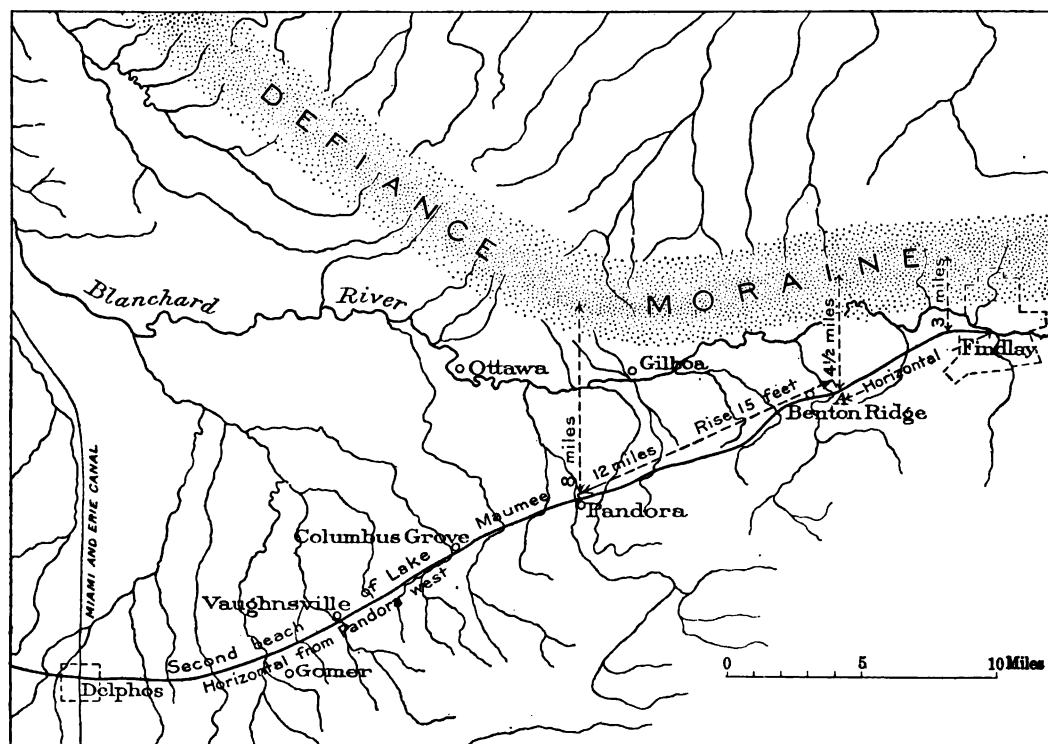 DEFIANCE
MORAINE
Blanchard River
Ottawa
Gilboa
3 miles
4½ miles
8 miles
Findlay
Horizontal
Rise 15 feet
A
Benton Ridge
12 miles
Pandora
MIAMI AND ERIE CANAL
Columbus Grove
Second Beach of Lake Maumee
Horizontal from Pandora west
Vaughnsville
Gomer
Delphos
0 5 10 Miles